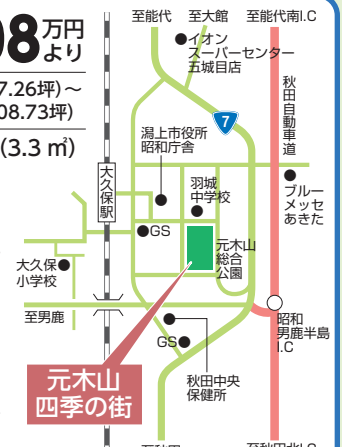 98万円
より
7.26坪)～
08.73坪)
(3.3 ㎡)
至能代
至大館
至能代南I.C
イオン
スーパーセンター
五城目店
7
秋田自動車道
潟上市役所
昭和庁舎
羽城
中学校
大久保駅
ブルー
メッセ
あきた
GS
元木山
総合
公園
大久保
小学校
至男鹿
昭和
男鹿半島
I.C
GS
元木山
四季の街
秋田中央
保健所